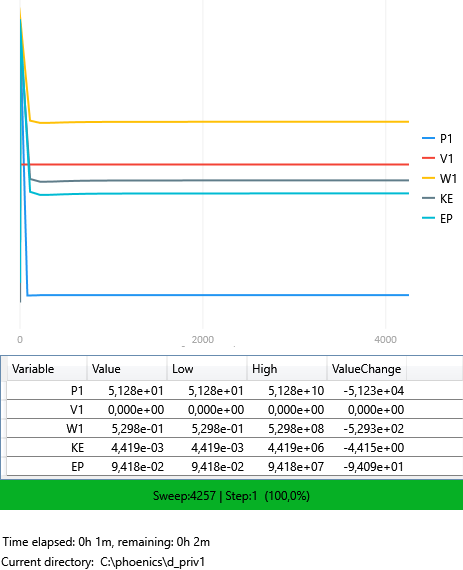 P1
V1
W1
KE
EP
0 2000 4000
Variable Value Low High ValueChange
P1 5,128e+01 5,128e+01 5,128e+10 -5,123e+04
V1 0,000e+00 0,000e+00 0,000e+00 0,000e+00
W1 5,298e-01 5,298e-01 5,298e+08 -5,293e+02
KE 4,419e-03 4,419e-03 4,419e+06 -4,415e+00
EP 9,418e-02 9,418e-02 9,418e+07 -9,409e+01
Sweep:4257 | Step:1 (100,0%)
Time elapsed: 0h 1m, remaining: 0h 2m
Current directory: C:\phoenics\d_priv1